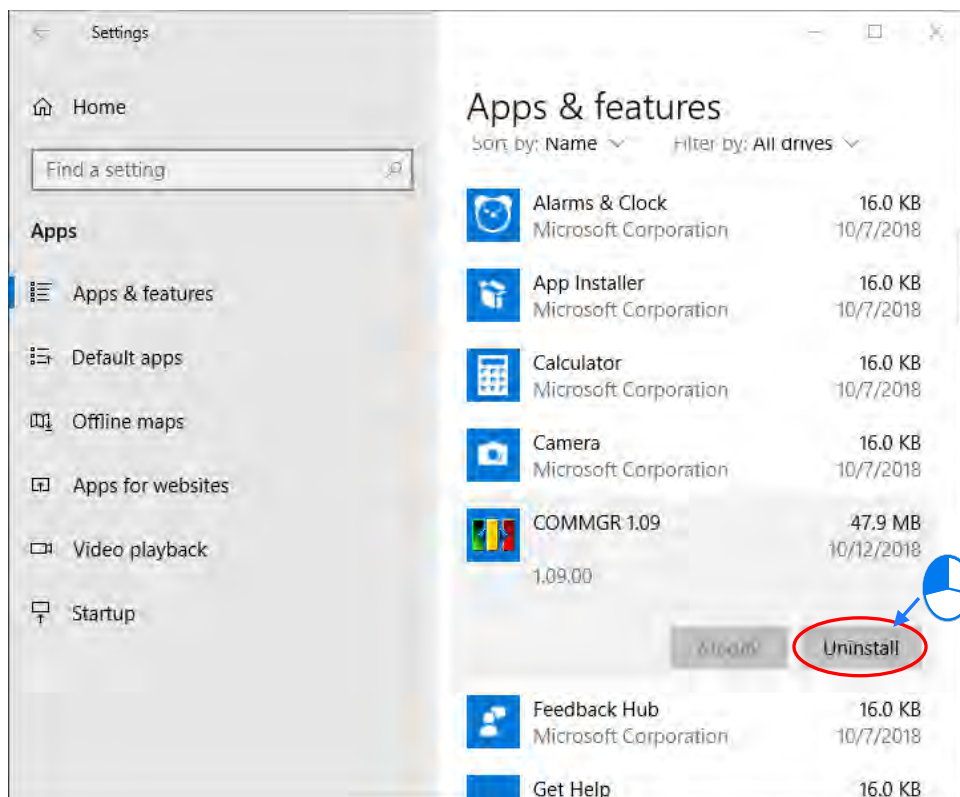 Settings
Home
Find a setting
Apps
Apps & features
Default apps
Offline maps
Apps for websites
Video playback
Startup
Apps & features
Sort by: Name Filter by: All drives
Alarms & Clock 16.0 KB
Microsoft Corporation 10/7/2018
App Installer 16.0 KB
Microsoft Corporation 10/7/2018
Calculator 16.0 KB
Microsoft Corporation 10/7/2018
Camera 16.0 KB
Microsoft Corporation 10/7/2018
COMMGR 1.09 47.9 MB
10/12/2018
1.09.00
Modify Uninstall
Feedback Hub 16.0 KB
Microsoft Corporation 10/7/2018
Get Help 16.0 KB